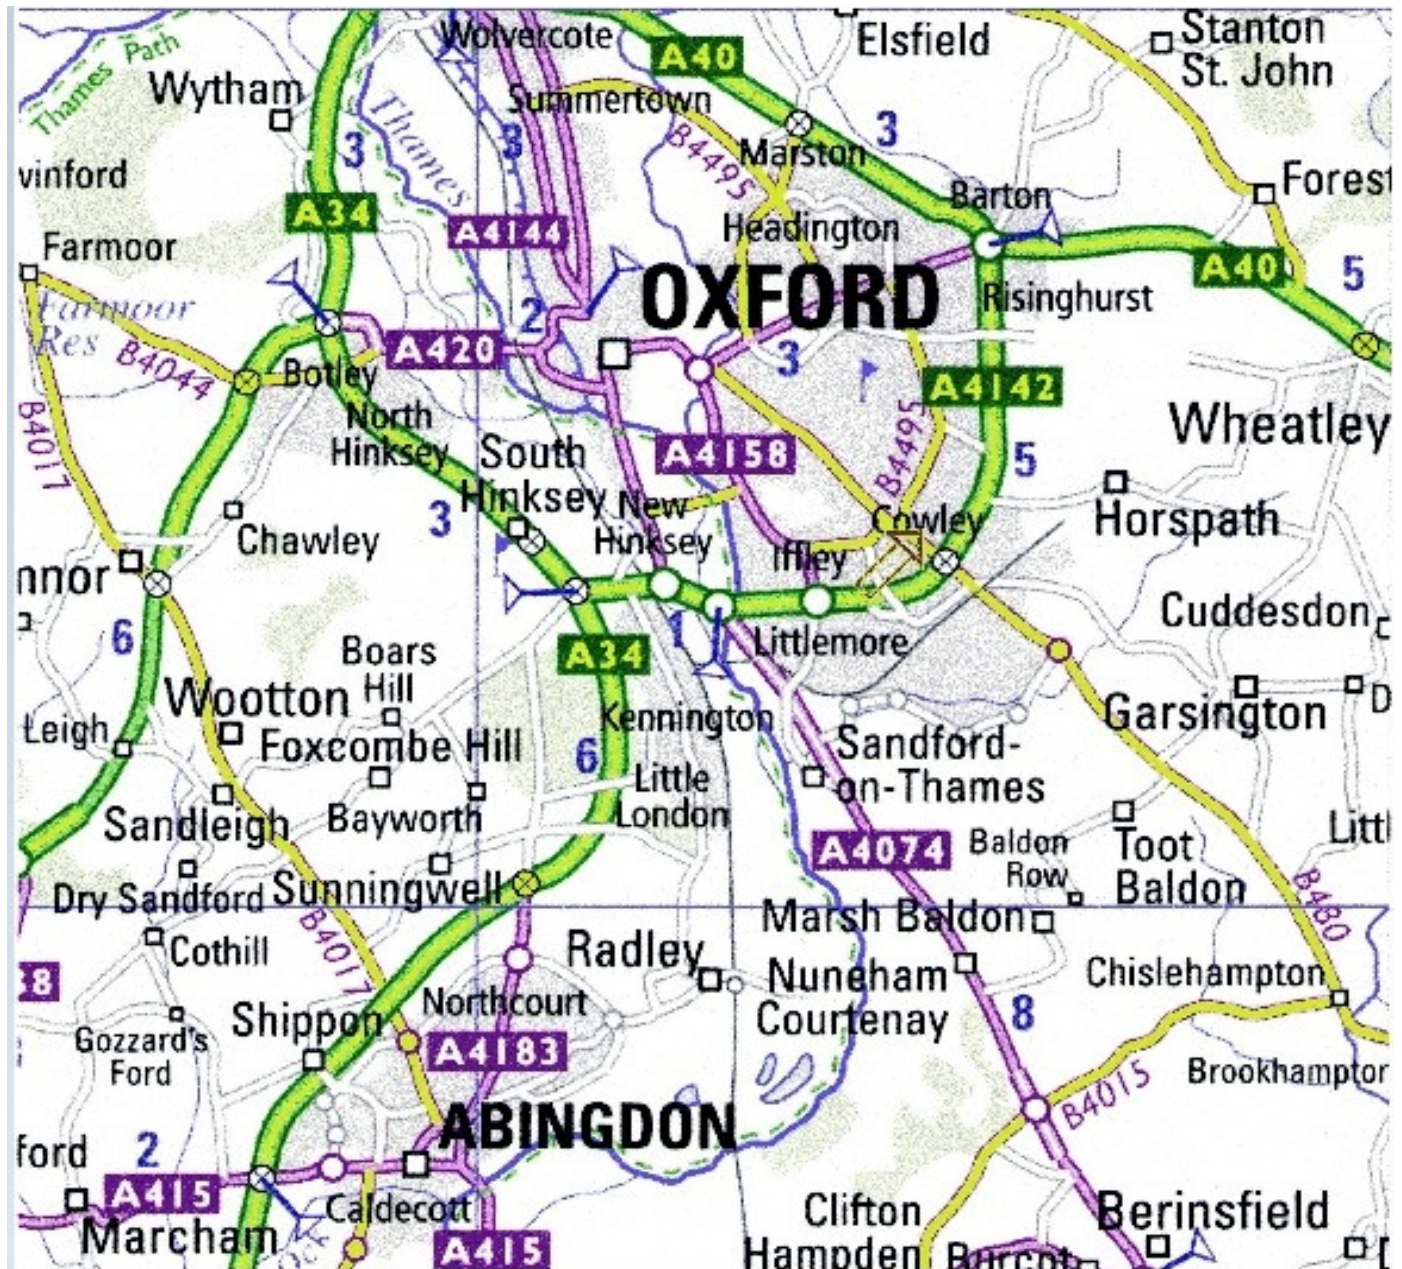 Wolvercote
A40
Elsfield
Stanton
St. John
Thames Path
Wytham
Summertown
Thames
3
3
3
B4495
Marston
vinford
Barton
Forest
A34
A4144
Headington
Farmoor
OXFORD
A40
5
Farmoor
Res
2
Risinghurst
B4044
A420
3
Botley
A4142
B4017
North
Hinksey
South
Hinksey
A4158
B4495
5
Wheatley
3
New
Hinksey
Cowley
Horspath
Chawley
Iffley
nnor
6
1
Littlemore
Cuddesdon
A34
Boars
Hill
Wootton
Kennington
Garsington
D
Leigh
Foxcombe Hill
6
Sandford-
on-Thames
Little
London
Sandleigh
Bayworth
A4074
Baldon
Row
Toot
Baldon
Littl
Dry Sandford
Sunningwell
B480
B4017
Marsh Baldon
Cothill
Radley
Nuneham
Courtenay
Chislehampton
38
Northcourt
8
Shippon
Gozzard's
Ford
A4183
Brookhampton
B4015
ABINGDON
ford
2
A415
Caldecott
Clifton
Hampden
Berinsfield
Marcham
A415
Burcot